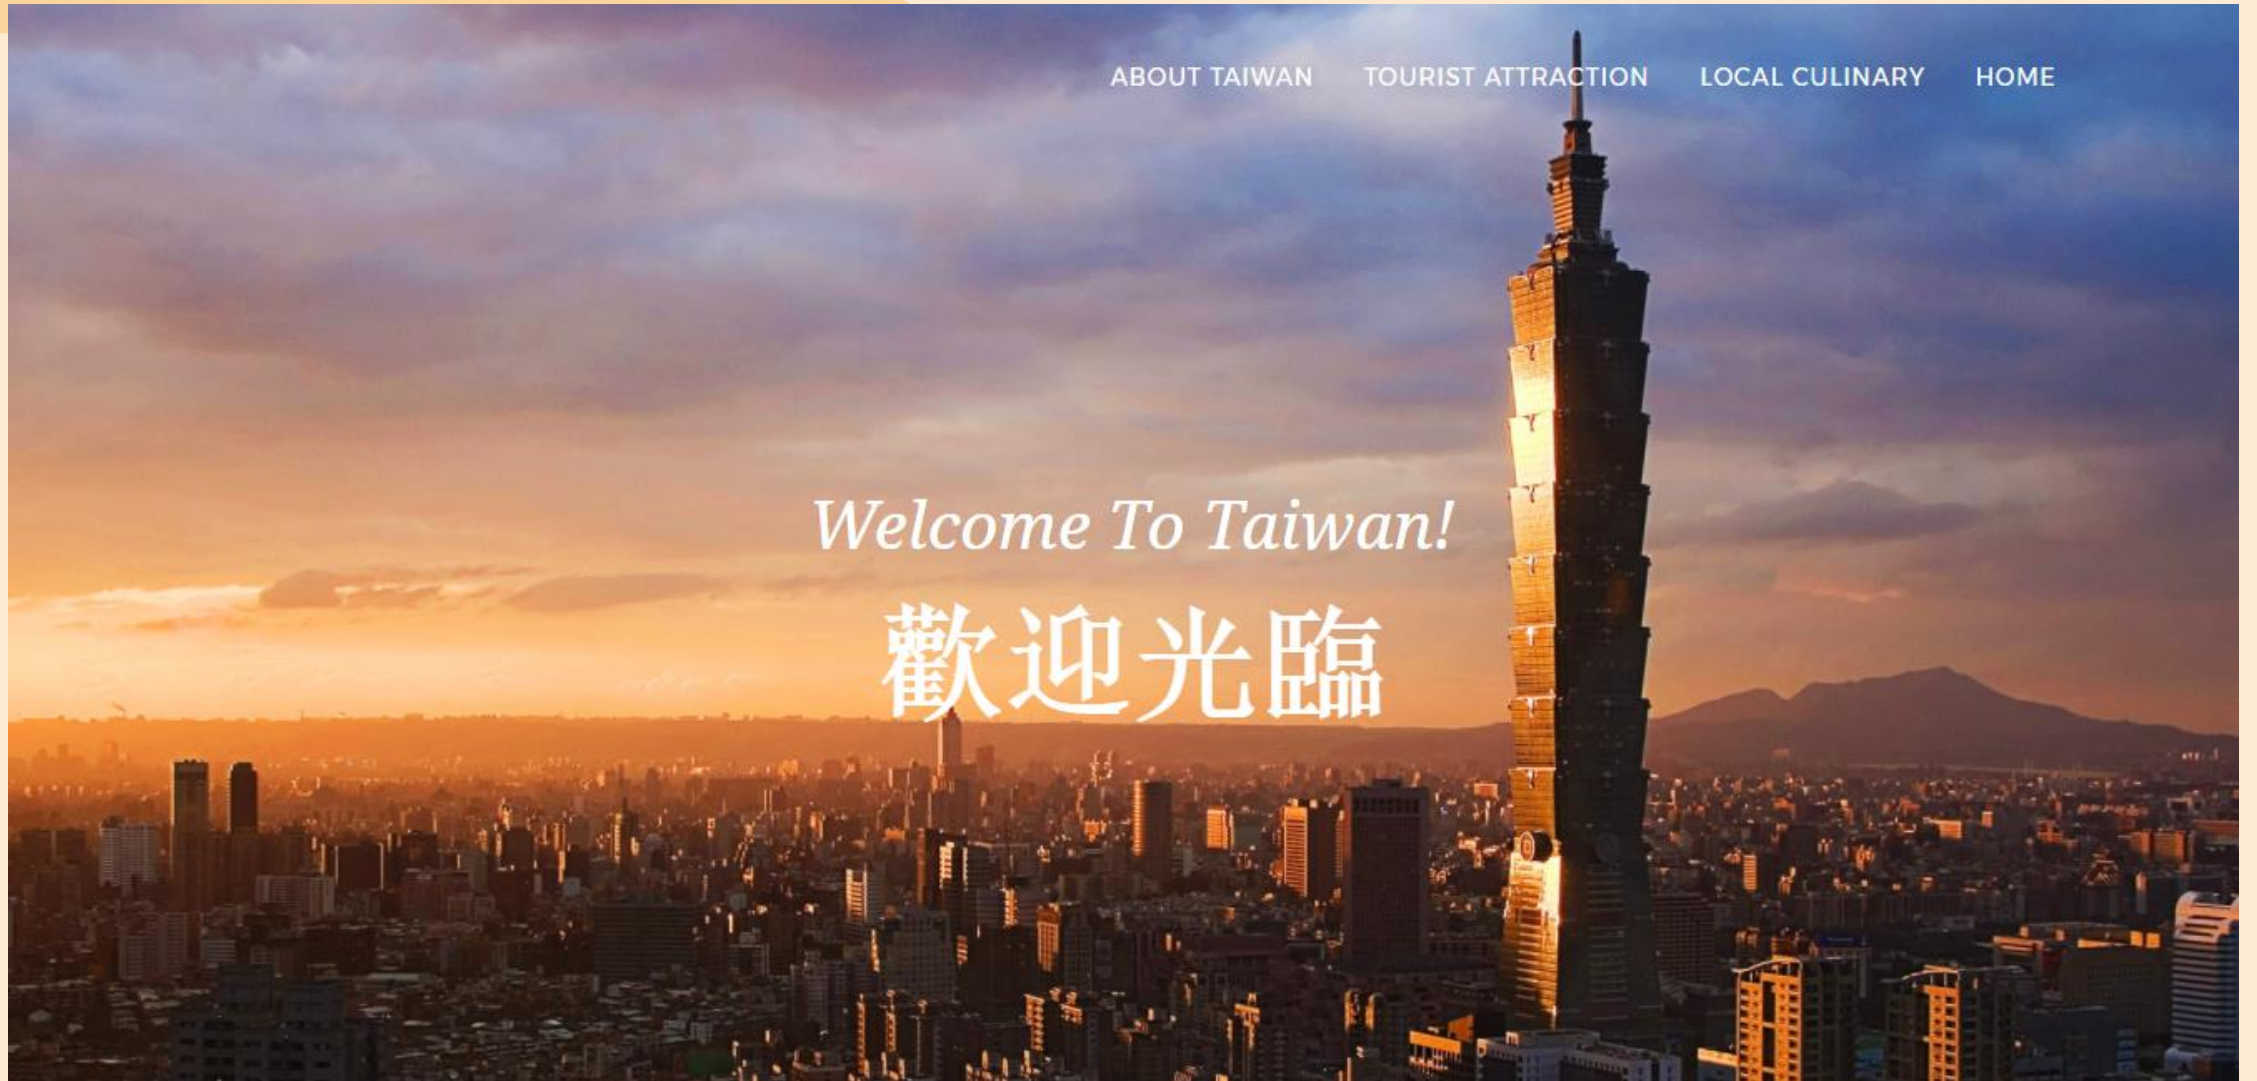 ABOUT TAIWAN TOURIST ATTRACTION LOCAL CULINARY HOME
Welcome To Taiwan!
歡迎光臨